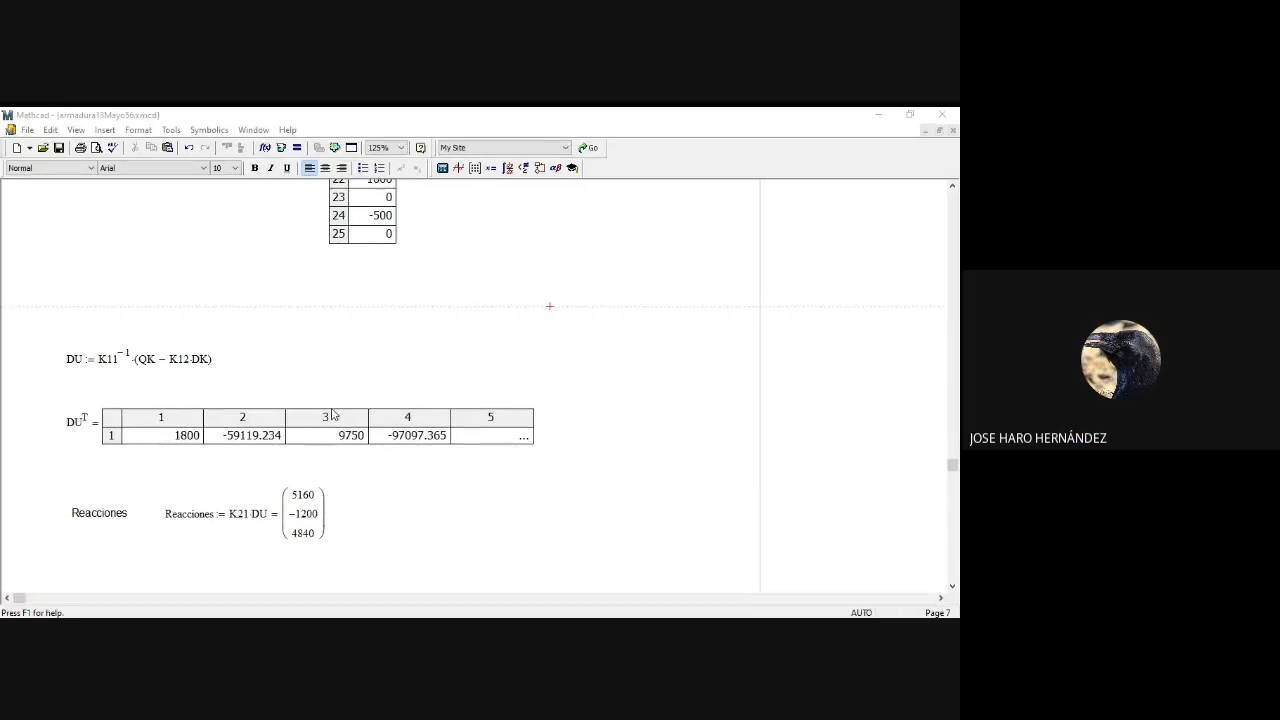 Mathcad - [armadura13Mayo56.xmcd]
File Edit View Insert Format Tools Symbolics Window Help
125% My Site Go
Normal Arial 10 B I U
22 1000
23 0
24 -500
25 0
DU := K11⁻¹·(QK − K12·DK)
1 2 3 4 5
DUᵀ = 1 1800 -59119.234 9750 -97097.365 ...
5160
Reacciones Reacciones := K21·DU = −1200
4840
JOSE HARO HERNÁNDEZ
Press F1 for help. AUTO Page 7